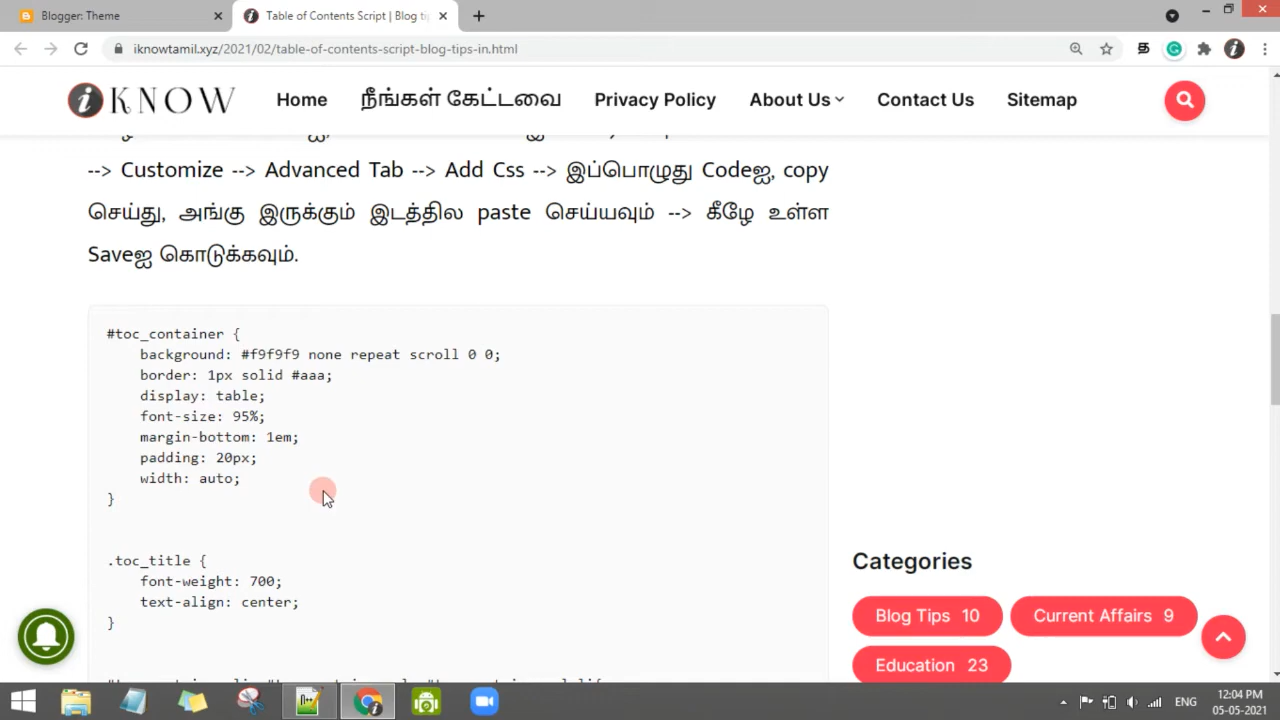 Blogger: Theme
Table of Contents Script | Blog ti
iknowtamil.xyz/2021/02/table-of-contents-script-blog-tips-in.html
i KNOW
Home
நீங்கள் கேட்டவை
Privacy Policy
About Us
Contact Us
Sitemap
--> Customize --> Advanced Tab --> Add Css --> இப்பொழுது Codeஐ, copy
செய்து, அங்கு இருக்கும் இடத்தில paste செய்யவும் --> கீழே உள்ள
Saveஐ கொடுக்கவும்.
#toc_container {
background: #f9f9f9 none repeat scroll 0 0;
border: 1px solid #aaa;
display: table;
font-size: 95%;
margin-bottom: 1em;
padding: 20px;
width: auto;
}
.toc_title {
font-weight: 700;
text-align: center;
}
Categories
Blog Tips 10
Current Affairs 9
Education 23
ENG
12:04 PM
05-05-2021